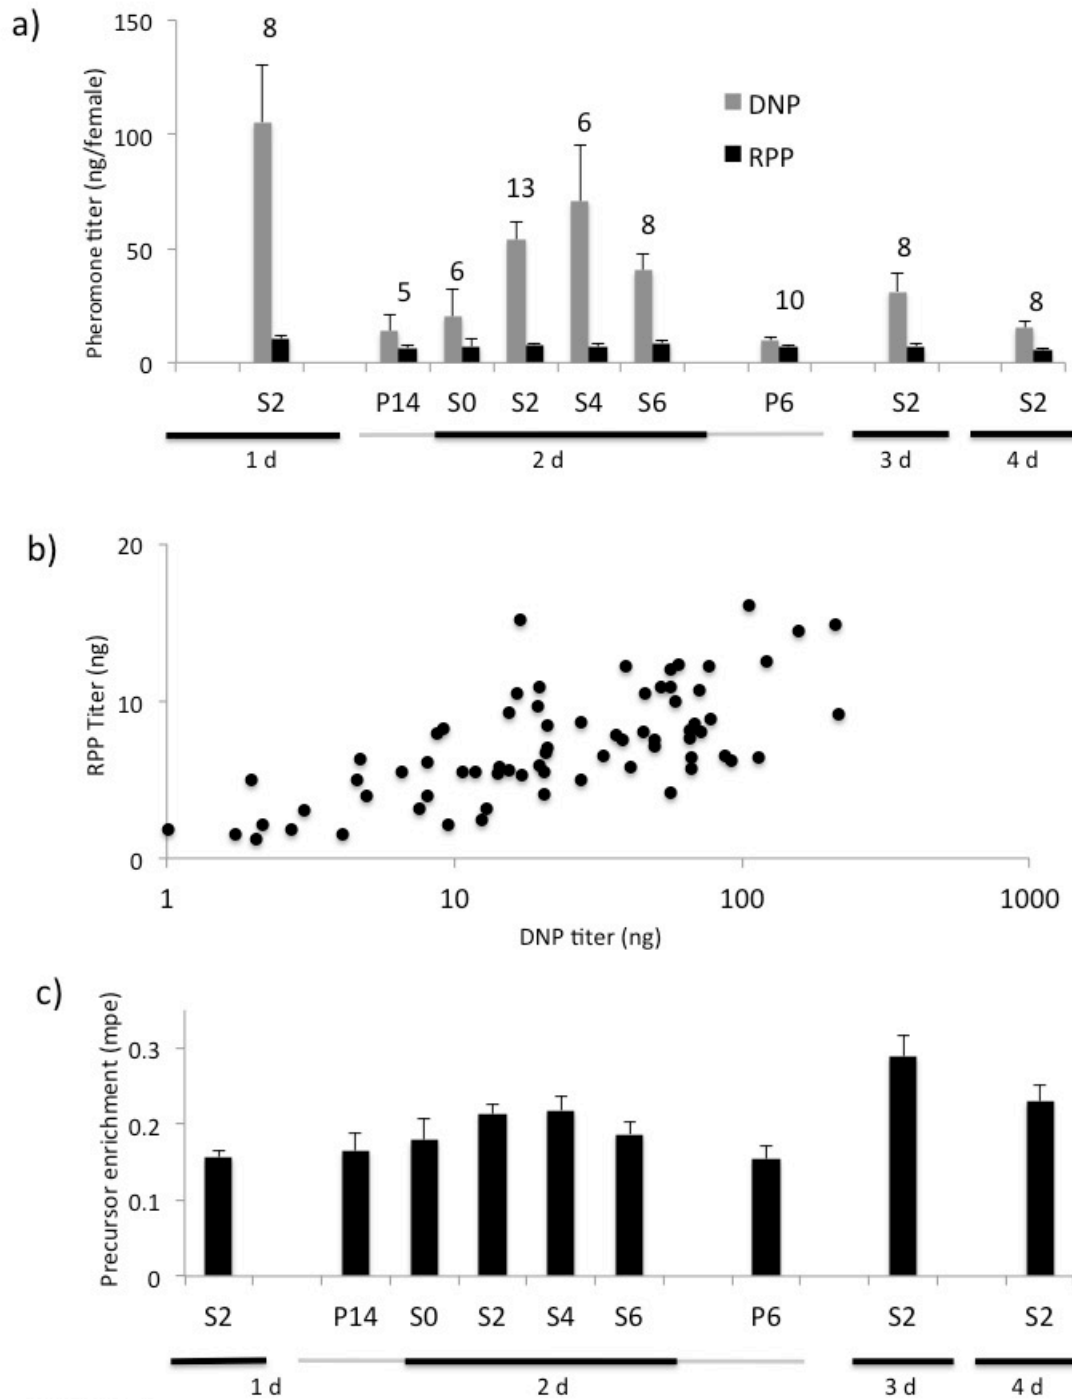 a)
Pheromone titer (ng/female)
150
100
50
0
8
5
6
13
6
8
10
8
8
DNP
RPP
S2 P14 S0 S2 S4 S6 P6 S2 S2
1 d 2 d 3 d 4 d
b)
RPP Titer (ng)
20
10
0
1 10 100 1000
DNP titer (ng)
c)
Precursor enrichment (mpe)
0.3
0.2
0.1
0
S2 P14 S0 S2 S4 S6 P6 S2 S2
1 d 2 d 3 d 4 d